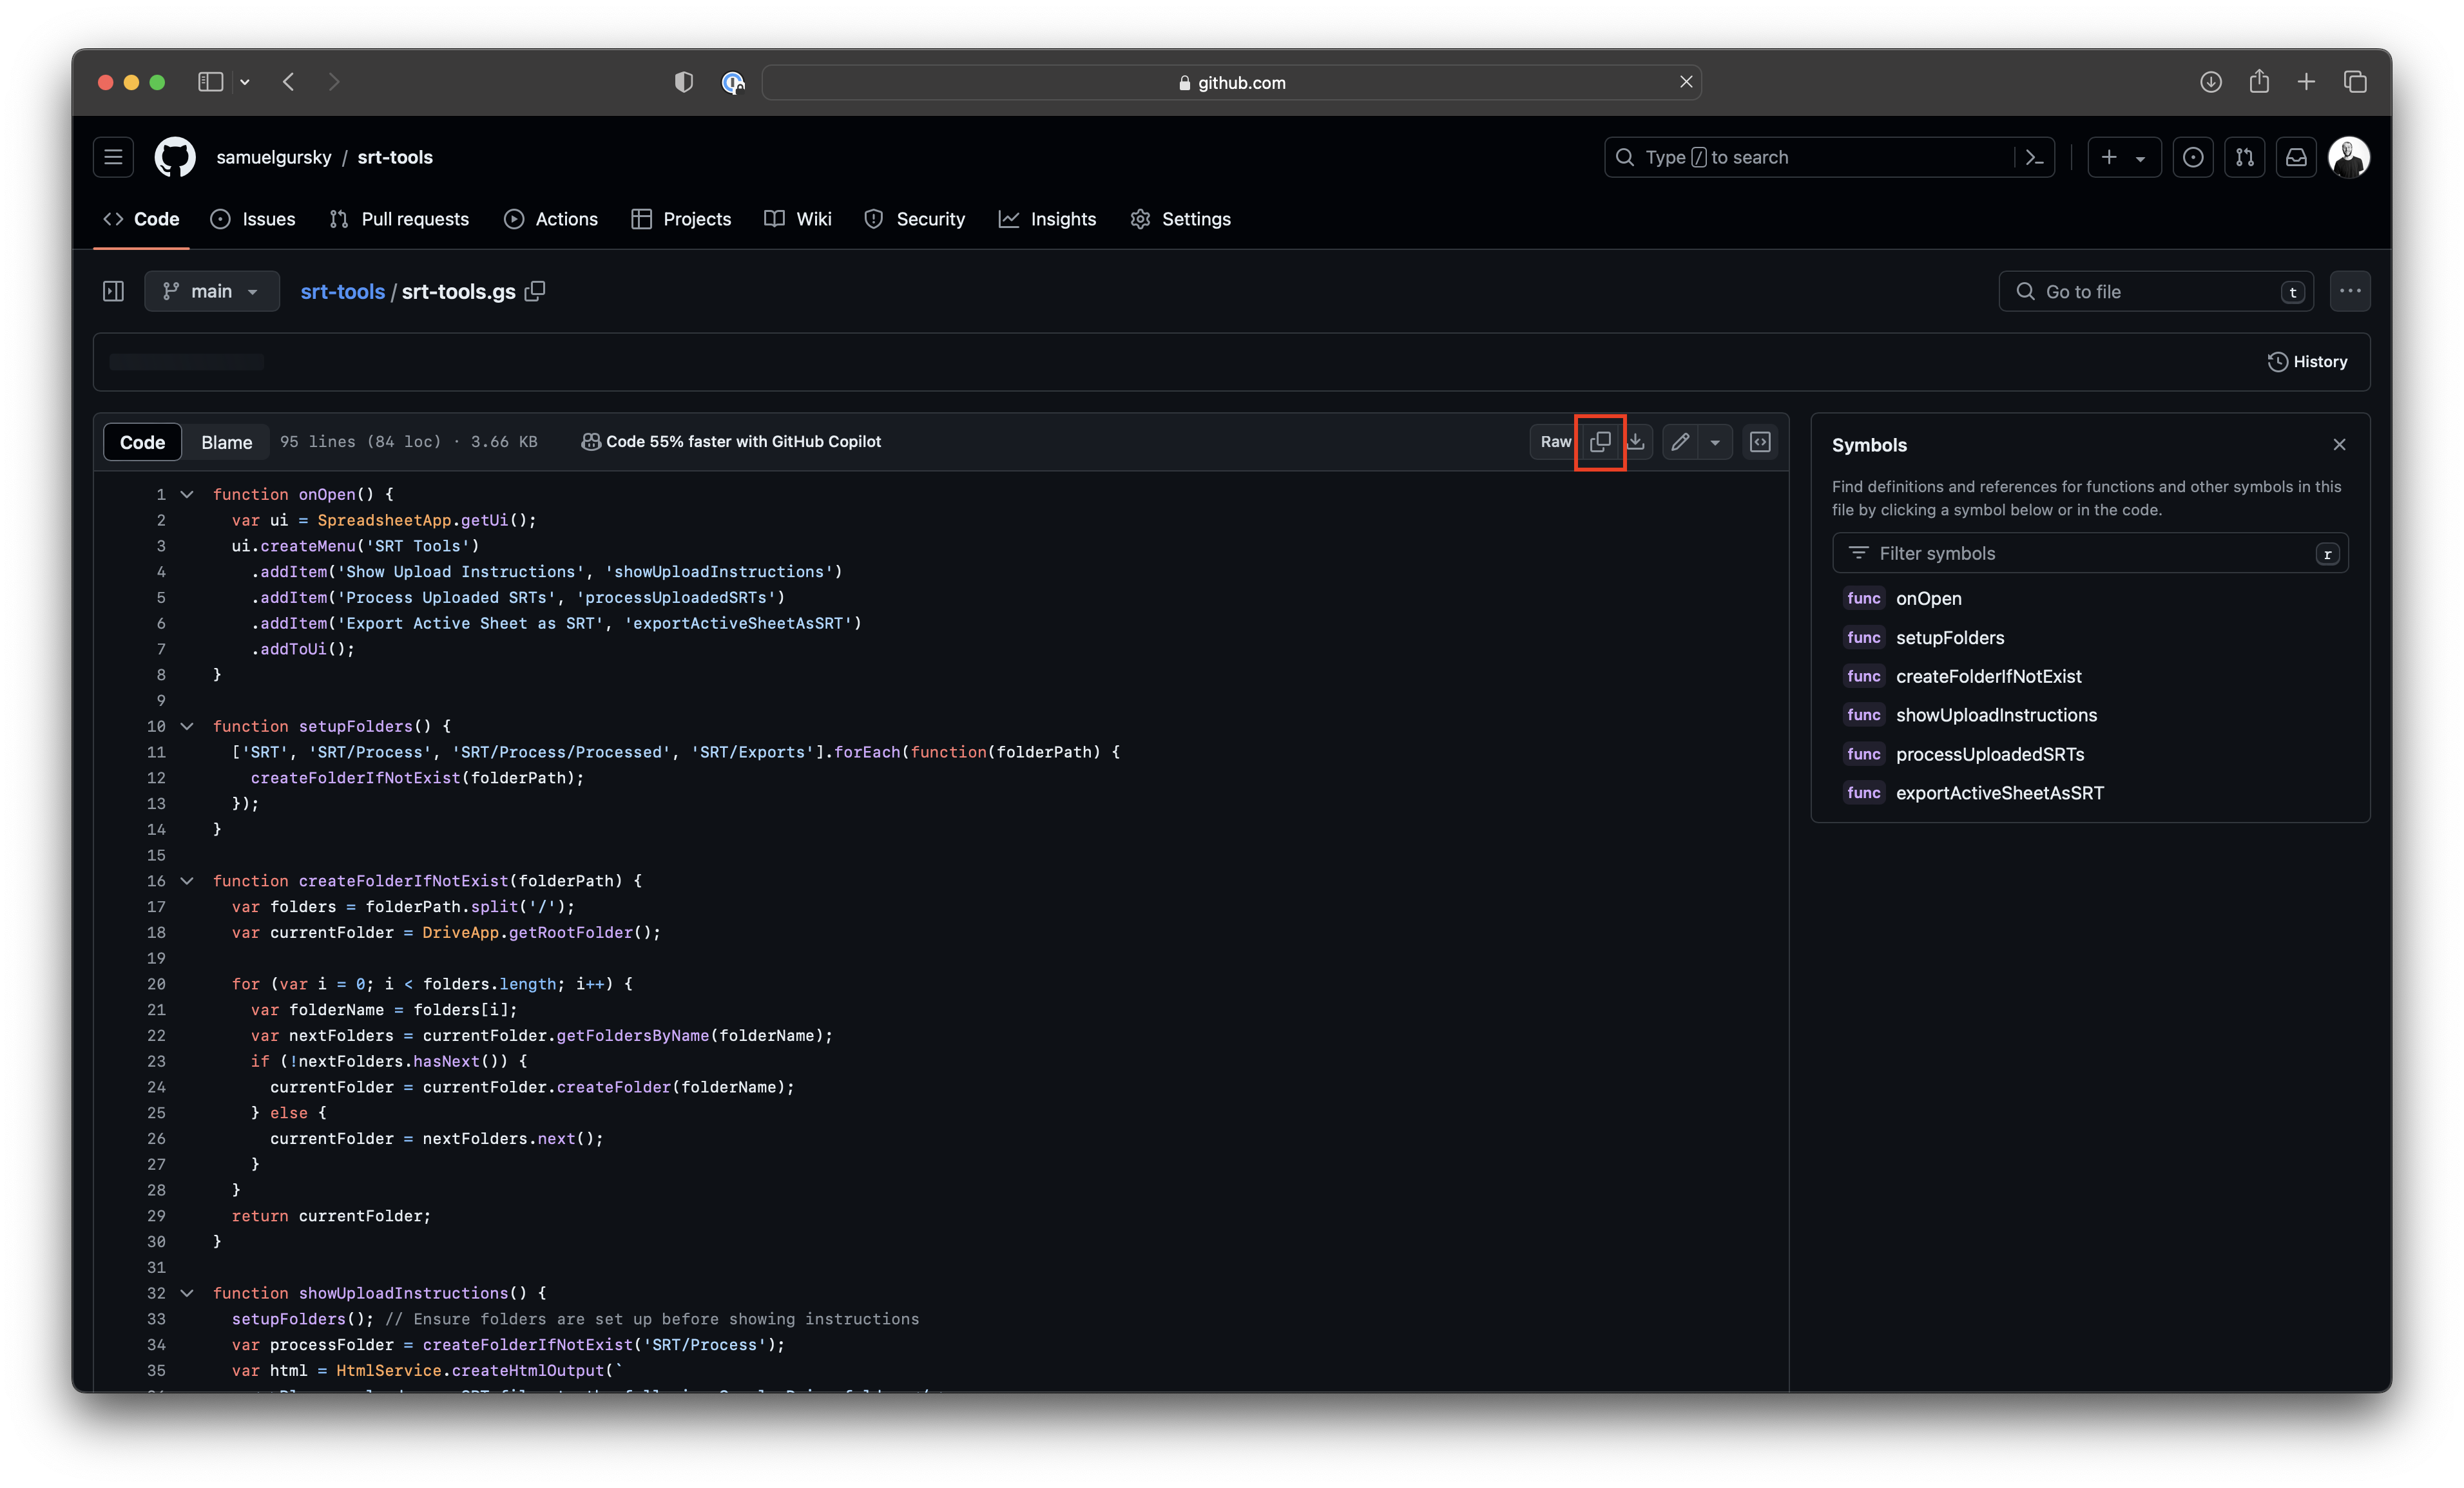 github.com
samuelgursky / srt-tools
Type / to search
Code
Issues
Pull requests
Actions
Projects
Wiki
Security
Insights
Settings
main
srt-tools / srt-tools.gs
Go to file
t
History
Code
Blame
95 lines (84 loc) · 3.66 KB
Code 55% faster with GitHub Copilot
Raw
1 function onOpen() {
2   var ui = SpreadsheetApp.getUi();
3   ui.createMenu('SRT Tools')
4     .addItem('Show Upload Instructions', 'showUploadInstructions')
5     .addItem('Process Uploaded SRTs', 'processUploadedSRTs')
6     .addItem('Export Active Sheet as SRT', 'exportActiveSheetAsSRT')
7     .addToUi();
8 }
9
10 function setupFolders() {
11   ['SRT', 'SRT/Process', 'SRT/Process/Processed', 'SRT/Exports'].forEach(function(folderPath) {
12     createFolderIfNotExist(folderPath);
13   });
14 }
15
16 function createFolderIfNotExist(folderPath) {
17   var folders = folderPath.split('/');
18   var currentFolder = DriveApp.getRootFolder();
19
20   for (var i = 0; i < folders.length; i++) {
21     var folderName = folders[i];
22     var nextFolders = currentFolder.getFoldersByName(folderName);
23     if (!nextFolders.hasNext()) {
24       currentFolder = currentFolder.createFolder(folderName);
25     } else {
26       currentFolder = nextFolders.next();
27     }
28   }
29   return currentFolder;
30 }
31
32 function showUploadInstructions() {
33   setupFolders(); // Ensure folders are set up before showing instructions
34   var processFolder = createFolderIfNotExist('SRT/Process');
35   var html = HtmlService.createHtmlOutput(`
Symbols
Find definitions and references for functions and other symbols in this
file by clicking a symbol below or in the code.
Filter symbols
r
func onOpen
func setupFolders
func createFolderIfNotExist
func showUploadInstructions
func processUploadedSRTs
func exportActiveSheetAsSRT